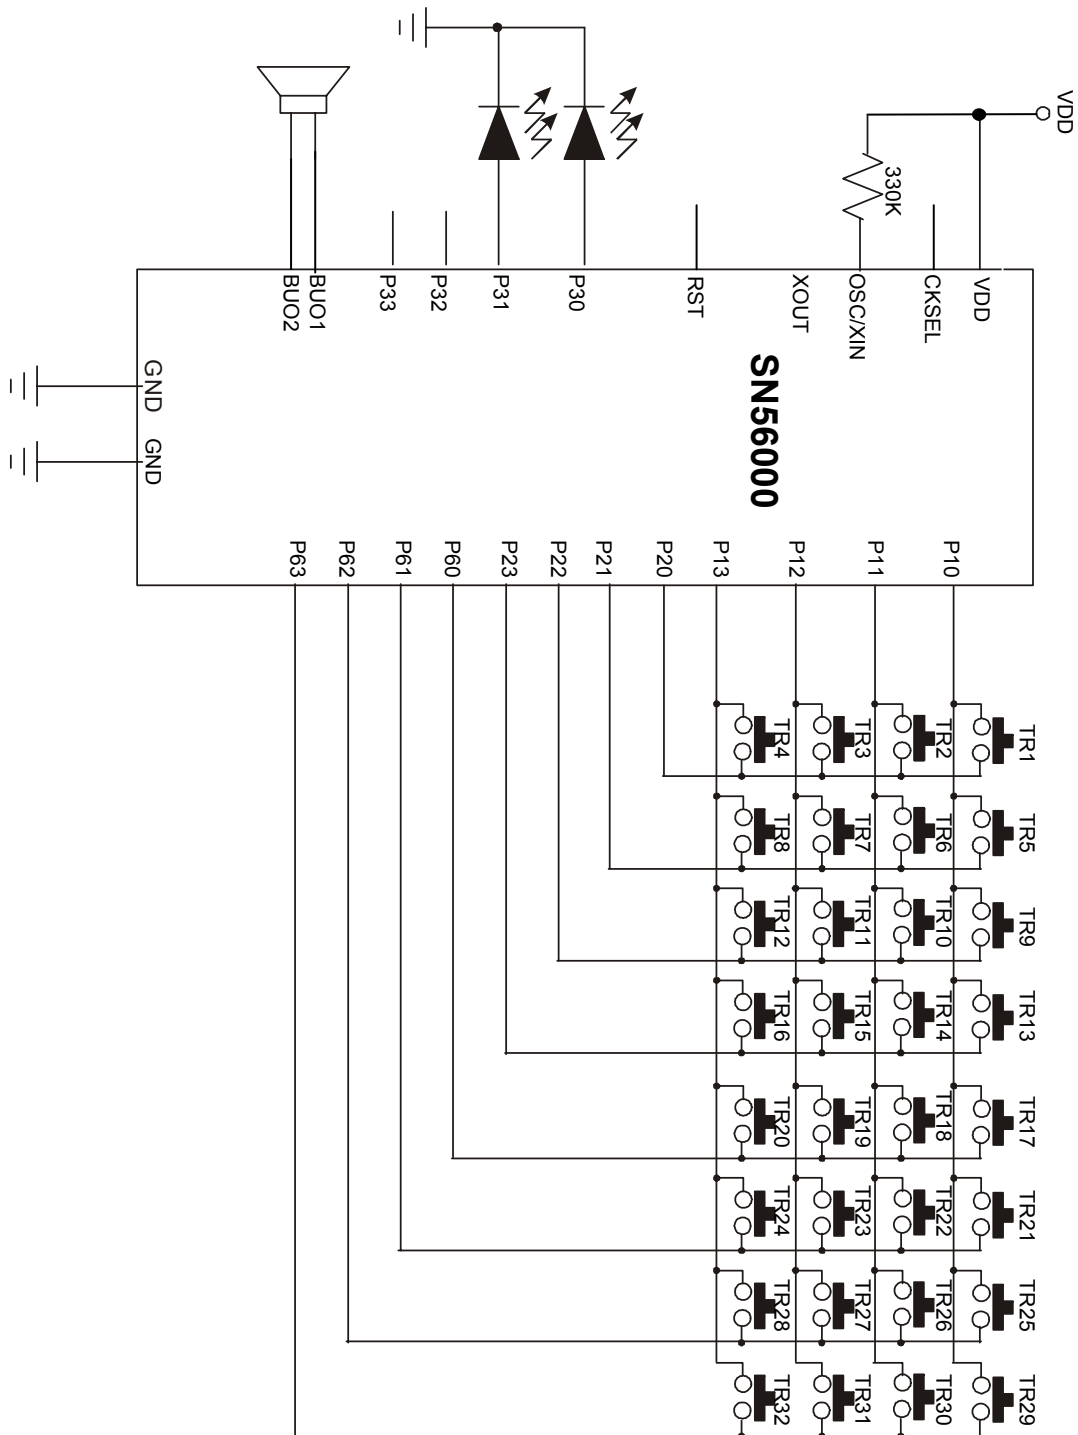 VDD
330K
VDD
CKSEL
OSC/XIN
XOUT
RST
P30
P31
P32
P33
BUO1
BUO2
SN56000
GND
GND
P10
P11
P12
P13
P20
P21
P22
P23
P60
P61
P62
P63
TR1
TR2
TR3
TR4
TR5
TR6
TR7
TR8
TR9
TR10
TR11
TR12
TR13
TR14
TR15
TR16
TR17
TR18
TR19
TR20
TR21
TR22
TR23
TR24
TR25
TR26
TR27
TR28
TR29
TR30
TR31
TR32